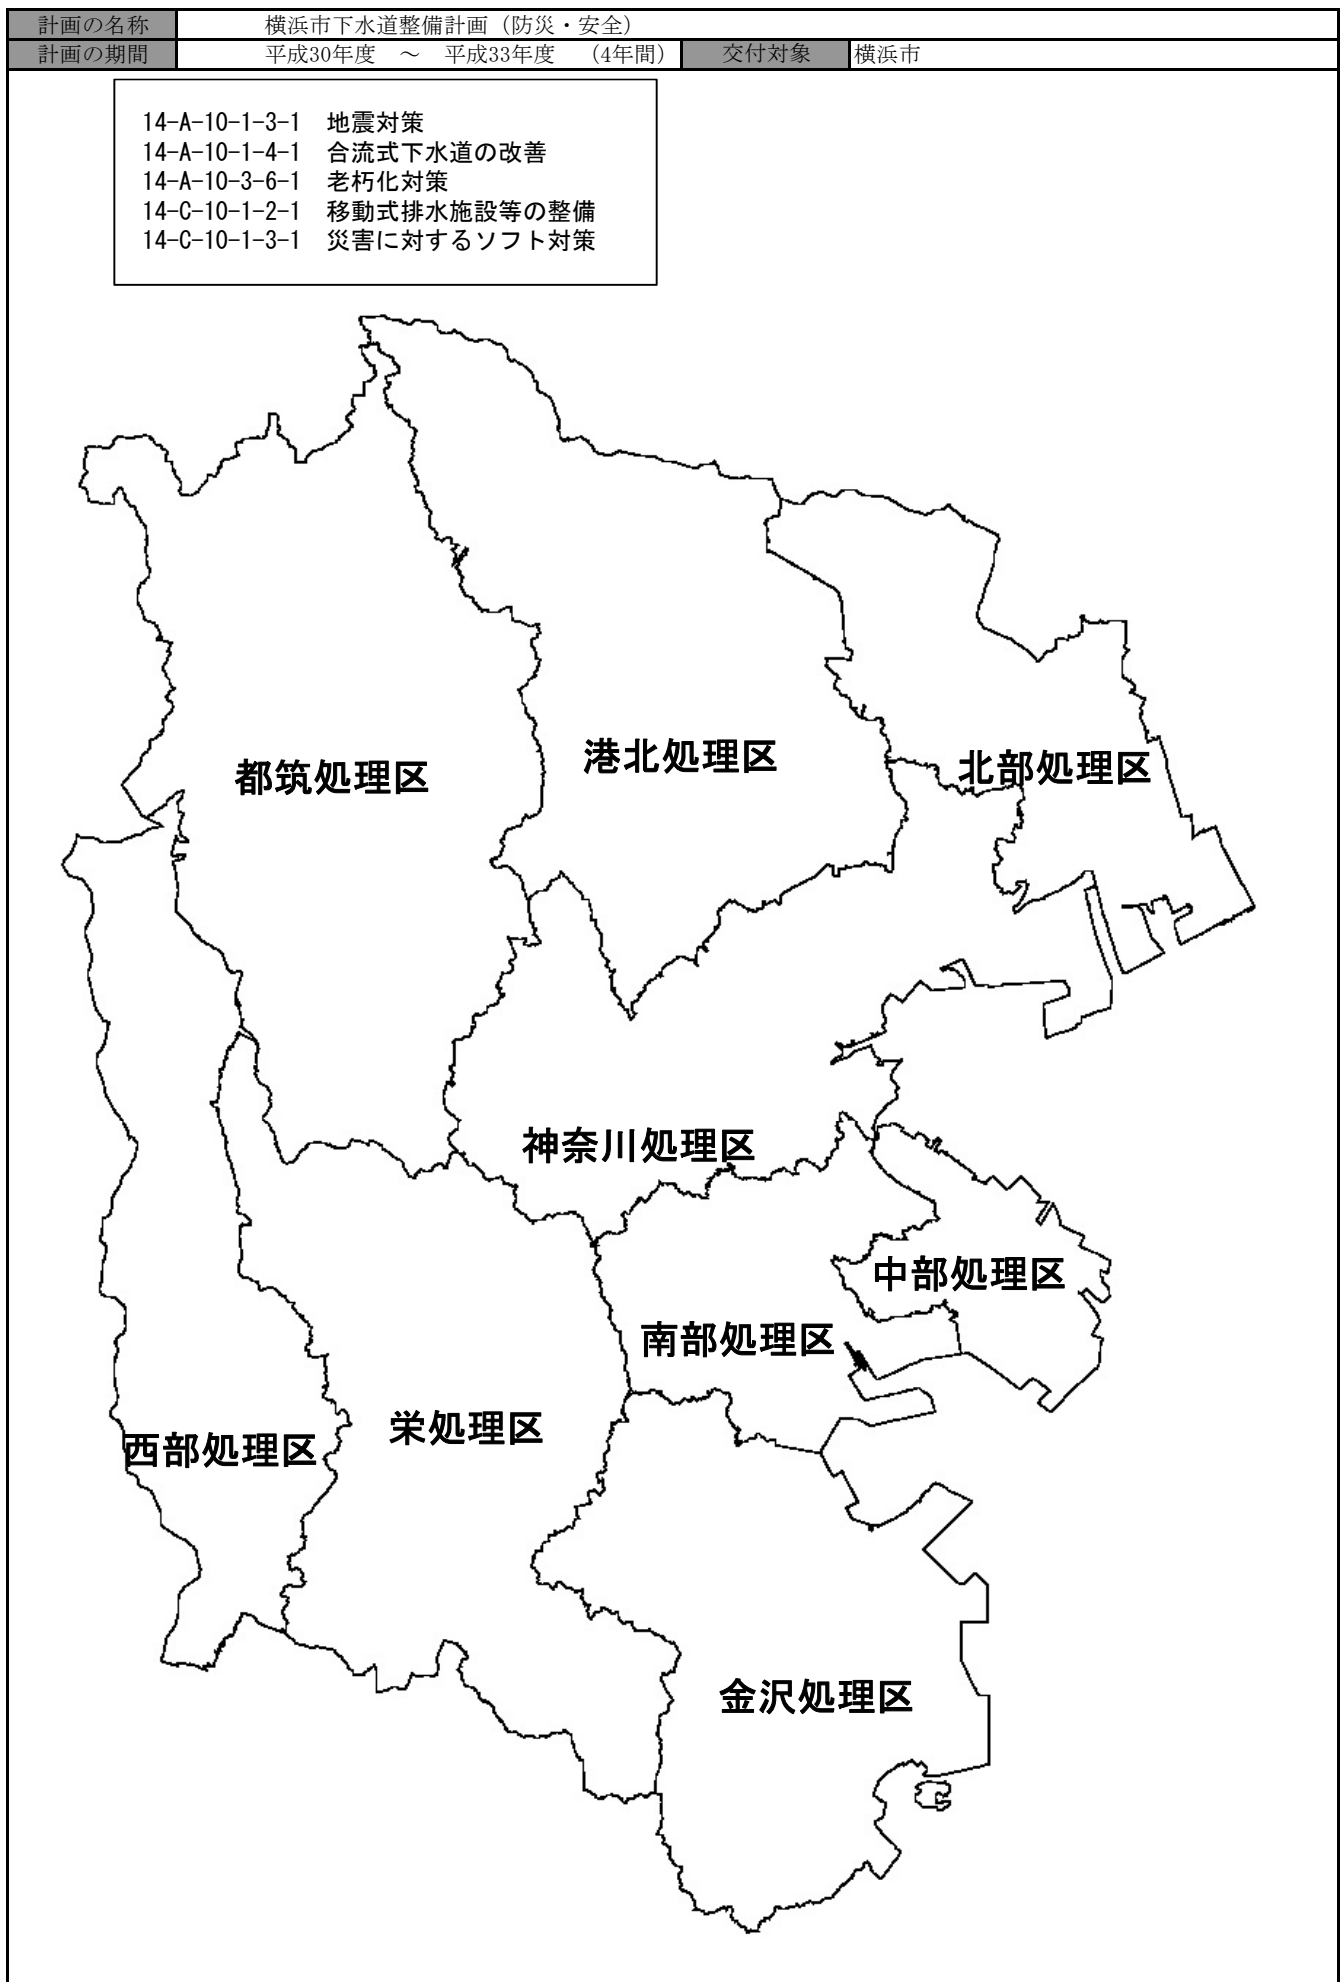 計画の名称 横浜市下水道整備計画（防災・安全）
計画の期間 平成30年度 ～ 平成33年度 （4年間） 交付対象 横浜市
14-A-10-1-3-1 地震対策
14-A-10-1-4-1 合流式下水道の改善
14-A-10-3-6-1 老朽化対策
14-C-10-1-2-1 移動式排水施設等の整備
14-C-10-1-3-1 災害に対するソフト対策
港北処理区
北部処理区
都筑処理区
神奈川処理区
中部処理区
南部処理区
栄処理区
西部処理区
金沢処理区